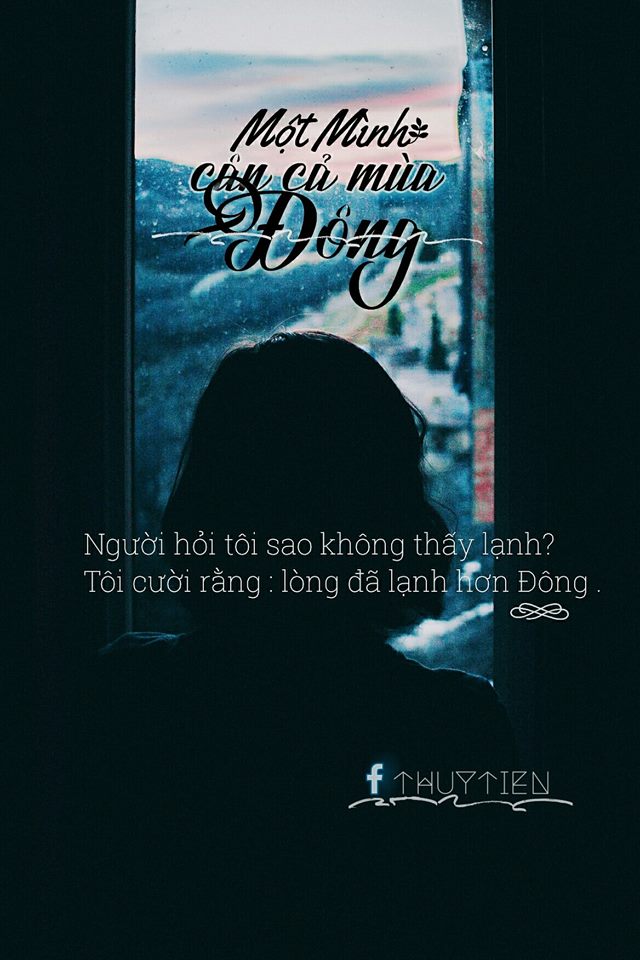 Một Mình
cân cả mùa
Đông
Người hỏi tôi sao không thấy lạnh?
Tôi cười rằng : lòng đã lạnh hơn Đông .
f THUYTIEN